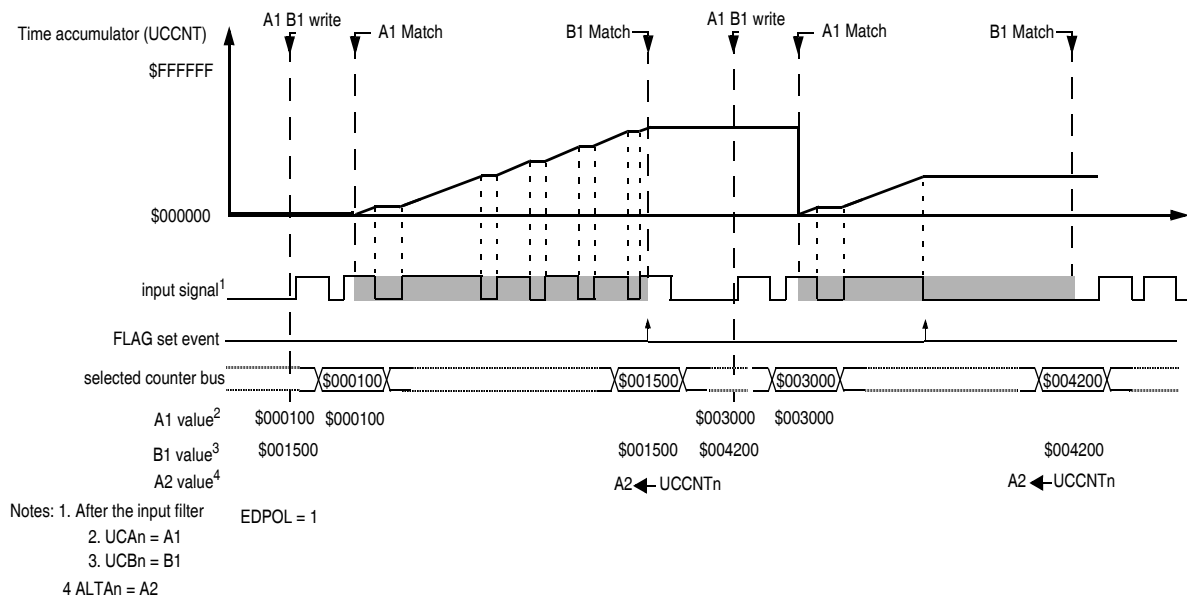 A1 B1 write
A1 B1 write
Time accumulator (UCCNT)
A1 Match
B1 Match
A1 Match
B1 Match
$FFFFFF
$000000
input signal1
FLAG set event
selected counter bus
$000100
$001500
$003000
$004200
A1 value2
$000100
$000100
$003000
$003000
B1 value3
$001500
$001500
$004200
$004200
A2 value4
A2 UCCNTn
A2 UCCNTn
Notes: 1. After the input filter
EDPOL = 1
2. UCAn = A1
3. UCBn = B1
4 ALTAn = A2